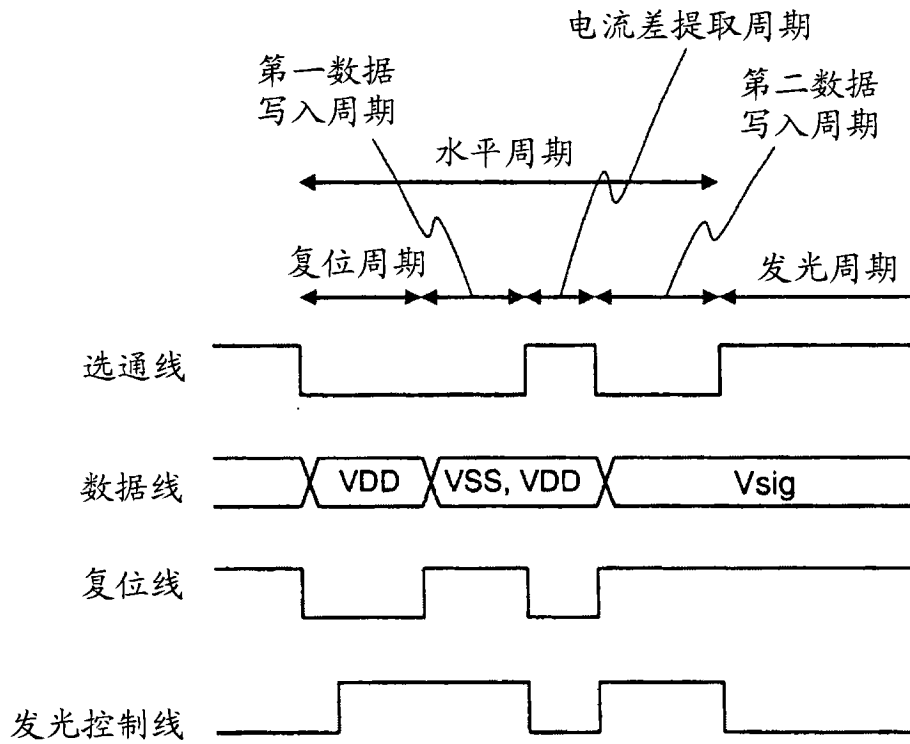 电流差提取周期
第一数据
写入周期
第二数据
写入周期
水平周期
复位周期
发光周期
选通线
数据线
VDD
VSS, VDD
Vsig
复位线
发光控制线